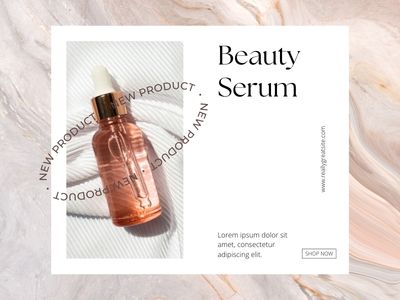 Beauty
Serum
NEW PRODUCT · NEW PRODUCT · NEW PRODUCT · NEW PRODUCT ·
www.reallygreatsite.com
Lorem ipsum dolor sit
amet, consectetur
adipiscing elit.
SHOP NOW